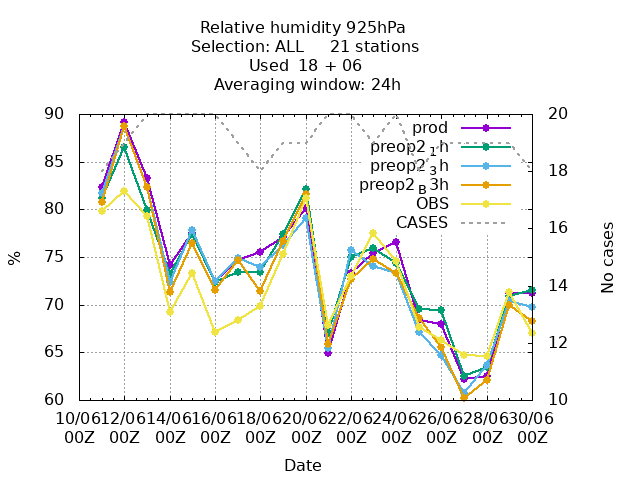 Relative humidity 925hPa
Selection: ALL 21 stations
Used 18 + 06
Averaging window: 24h
90 20
prod
preop2 1h
85
preop2 3h 18
preop2 B 3h
80 OBS
CASES 16
%
75
No cases
14
70
65 12
60 10
10/06 12/06 14/06 16/06 18/06 20/06 22/06 24/06 26/06 28/06 30/06
00Z 00Z 00Z 00Z 00Z 00Z 00Z 00Z 00Z 00Z 00Z
Date